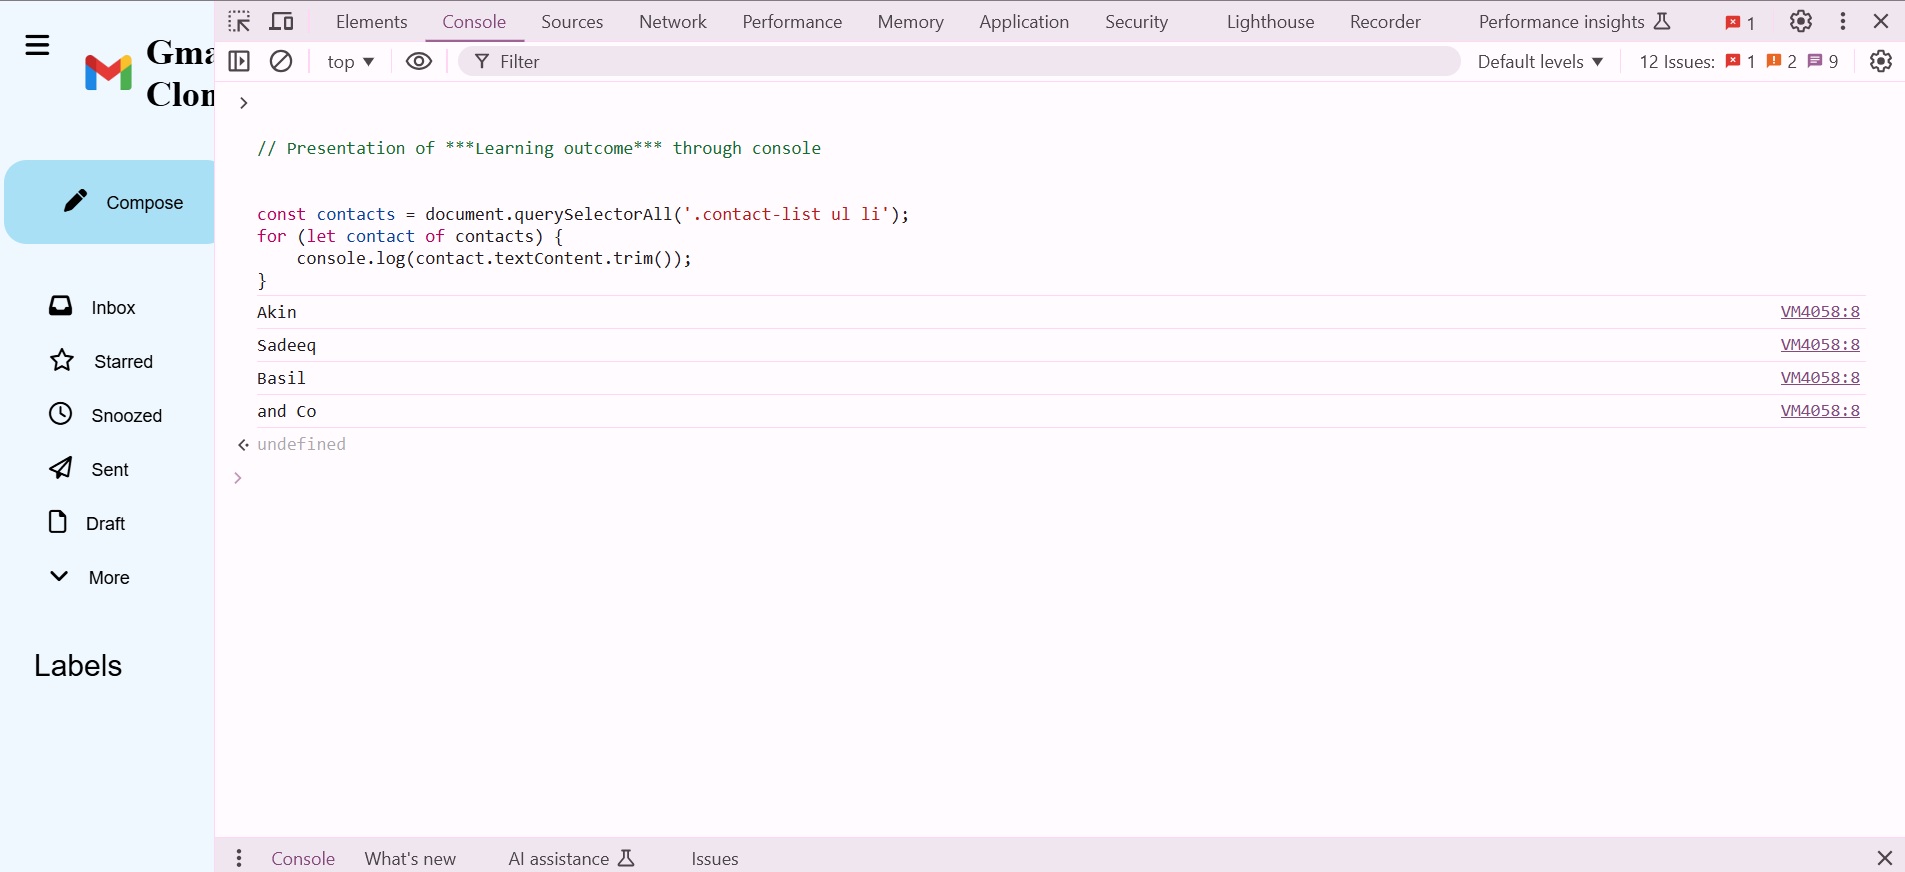 Gma
Clon
Compose
Inbox
Starred
Snoozed
Sent
Draft
More
Labels
Elements Console Sources Network Performance Memory Application Security Lighthouse Recorder Performance insights 1
top Filter Default levels 12 Issues: 1 2 9
// Presentation of ***Learning outcome*** through console
const contacts = document.querySelectorAll('.contact-list ul li');
for (let contact of contacts) {
    console.log(contact.textContent.trim());
}
Akin VM4058:8
Sadeeq VM4058:8
Basil VM4058:8
and Co VM4058:8
undefined
Console What's new AI assistance Issues